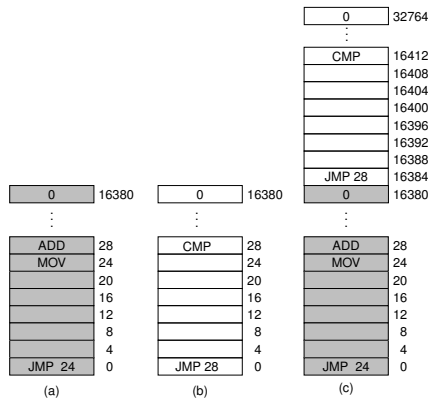 0 32764
⋮
CMP 16412
16408
16404
16400
16396
16392
16388
JMP 28 16384
0 16380
0 16380
0 16380
⋮
⋮
⋮
ADD 28
MOV 24
20
16
12
8
4
JMP 24 0
(a)
CMP 28
24
20
16
12
8
4
JMP 28 0
(b)
ADD 28
MOV 24
20
16
12
8
4
JMP 24 0
(c)